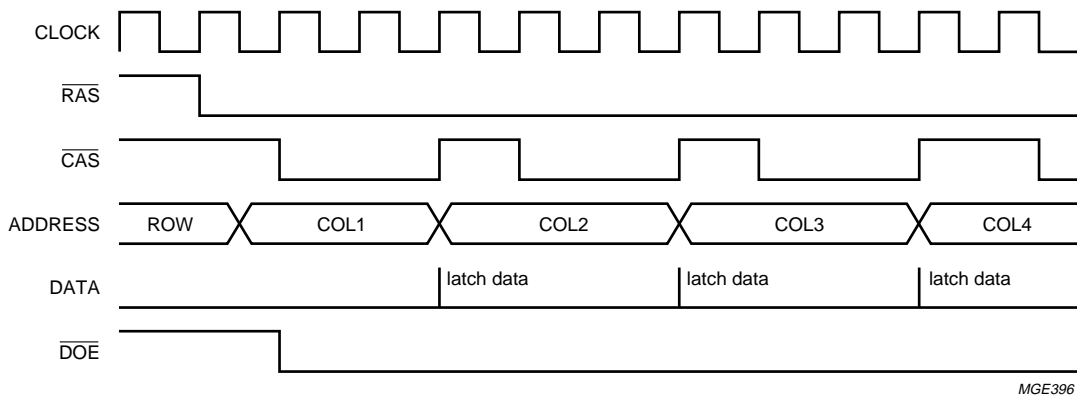 CLOCK
RAS
CAS
ADDRESS ROW COL1 COL2 COL3 COL4
DATA latch data latch data latch data
DOE
MGE396